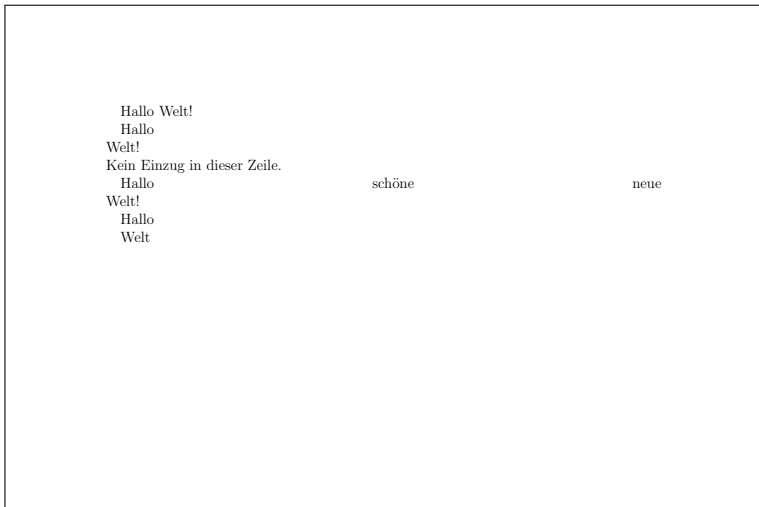 Hallo Welt!
Hallo
Welt!
Kein Einzug in dieser Zeile.
Hallo schöne neue
Welt!
Hallo
Welt